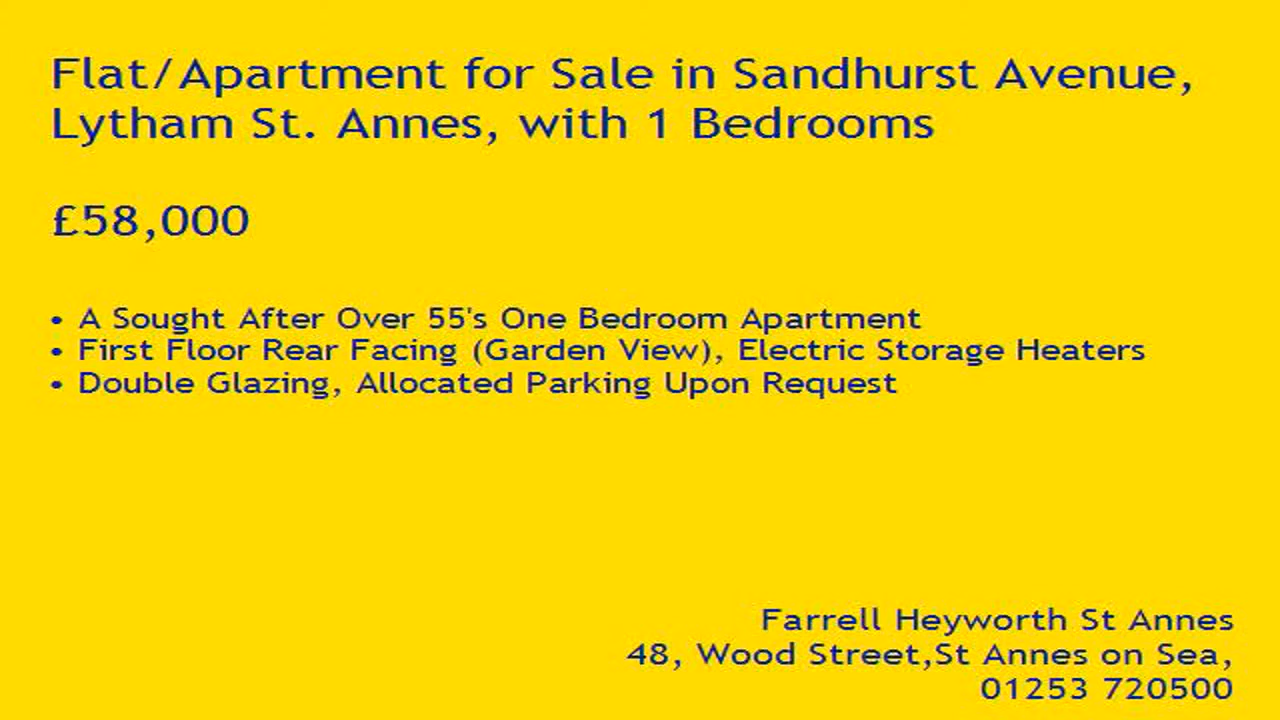 Flat/Apartment for Sale in Sandhurst Avenue,
Lytham St. Annes, with 1 Bedrooms
£58,000
• A Sought After Over 55's One Bedroom Apartment
• First Floor Rear Facing (Garden View), Electric Storage Heaters
• Double Glazing, Allocated Parking Upon Request
Farrell Heyworth St Annes
48, Wood Street,St Annes on Sea,
01253 720500